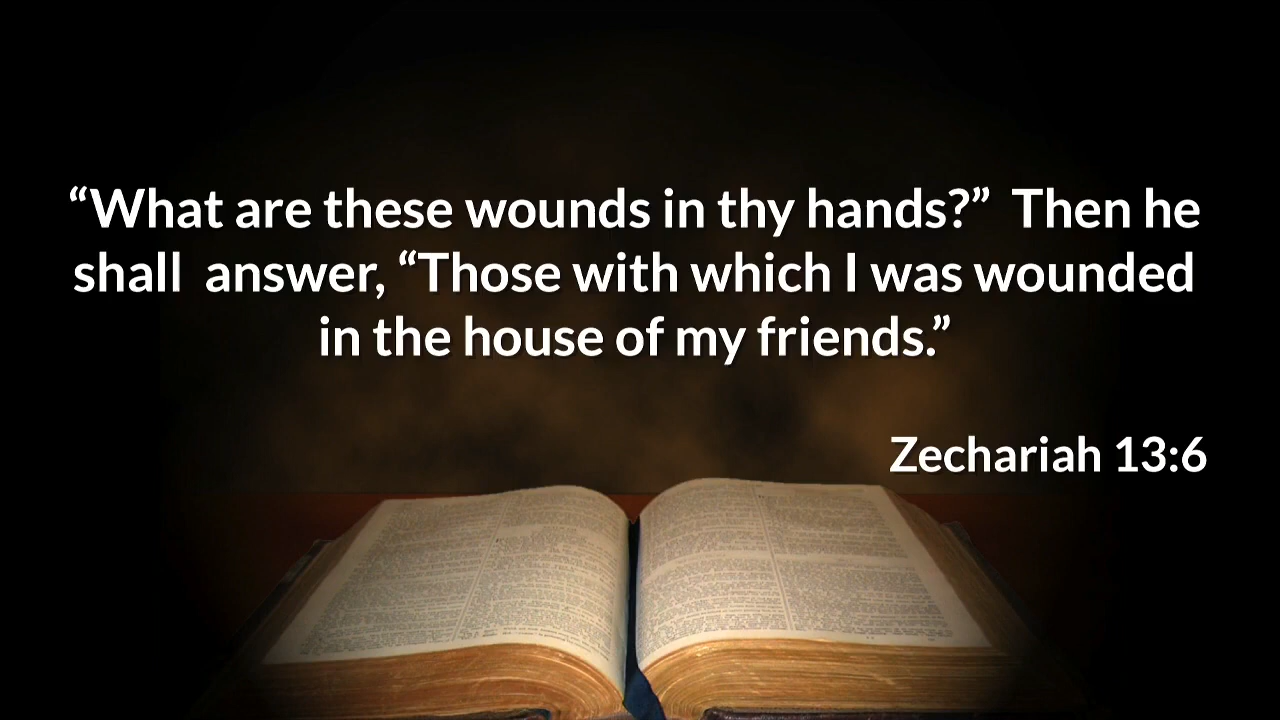 “What are these wounds in thy hands?”  Then he
shall  answer, “Those with which I was wounded
in the house of my friends.”
Zechariah 13:6